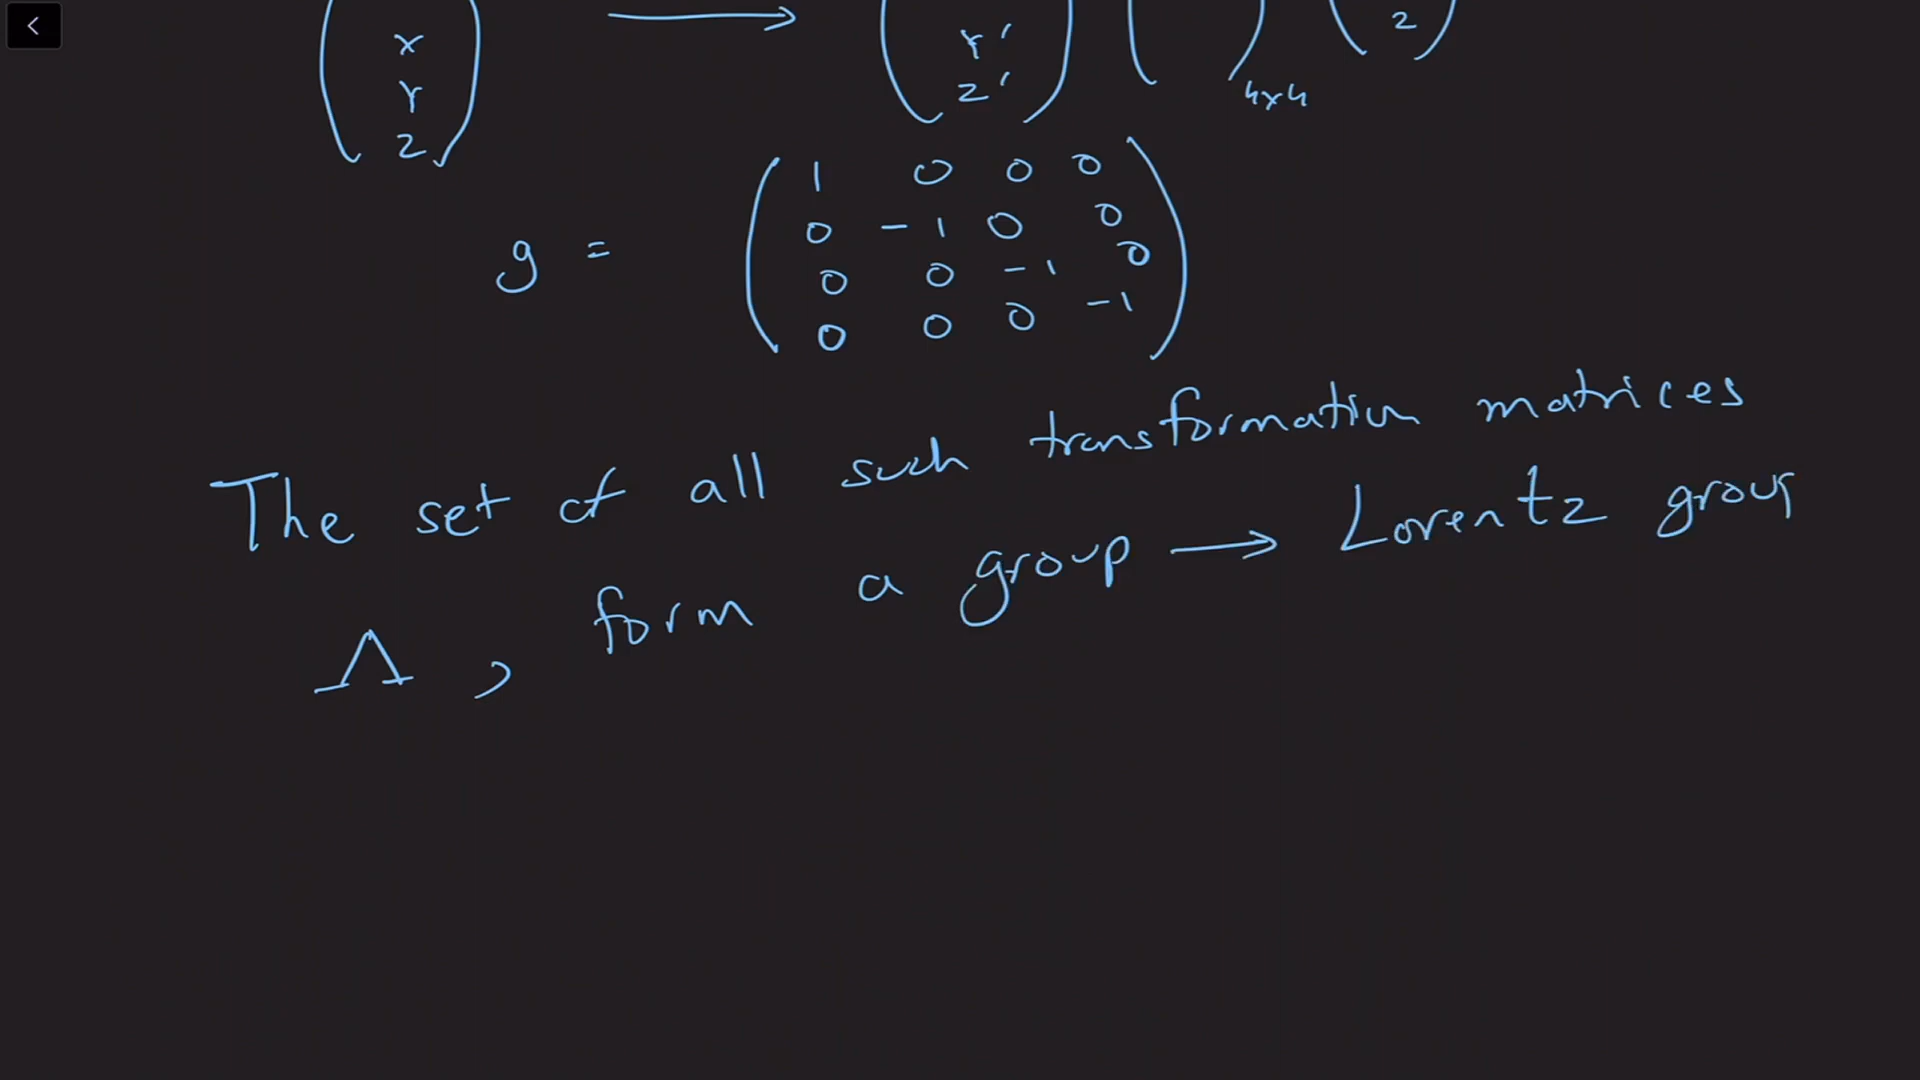 x y' 2
y z' 4x4
z
1 0 0 0
0 -1 0 0
g = 0 0 -1 0
0 0 0 -1
The set of all such transformation matrices
Λ, form a group → Lorentz group